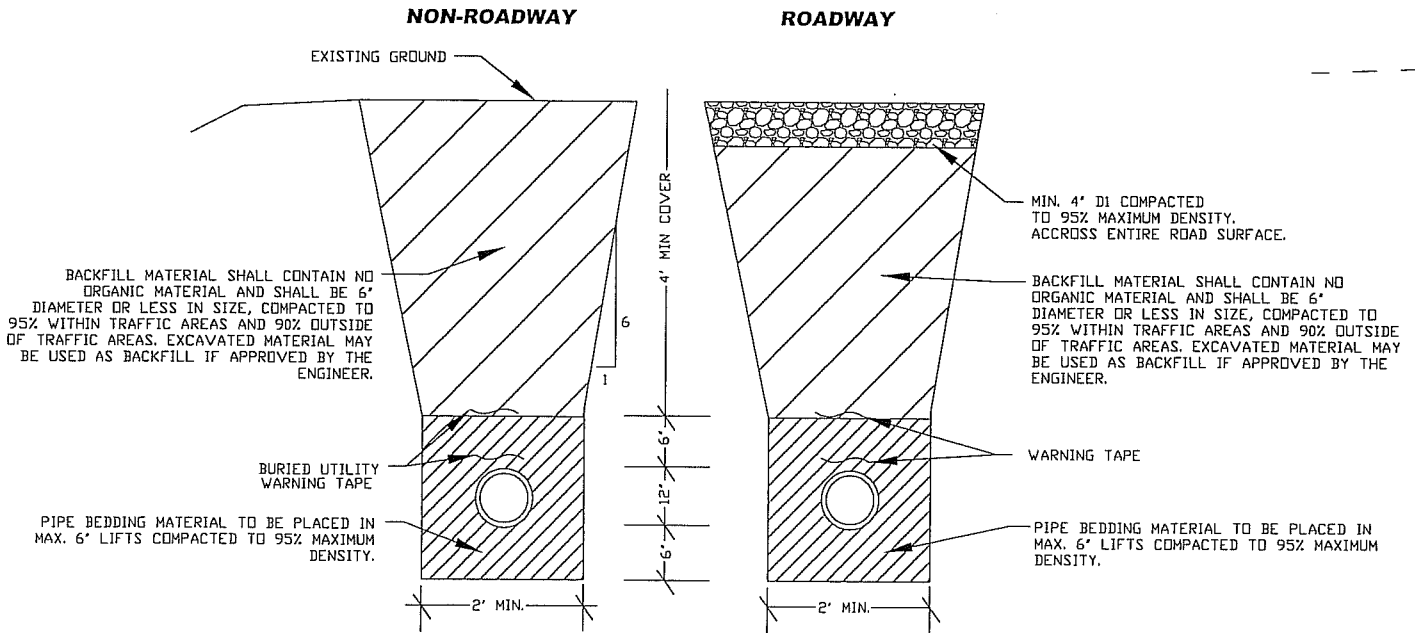 NON-ROADWAY
ROADWAY
EXISTING GROUND
BACKFILL MATERIAL SHALL CONTAIN NO
ORGANIC MATERIAL AND SHALL BE 6"
DIAMETER OR LESS IN SIZE, COMPACTED TO
95% WITHIN TRAFFIC AREAS AND 90% OUTSIDE
OF TRAFFIC AREAS. EXCAVATED MATERIAL MAY
BE USED AS BACKFILL IF APPROVED BY THE
ENGINEER.
6
1
4' MIN COVER
MIN. 4" D1 COMPACTED
TO 95% MAXIMUM DENSITY.
ACCROSS ENTIRE ROAD SURFACE.
BACKFILL MATERIAL SHALL CONTAIN NO
ORGANIC MATERIAL AND SHALL BE 6"
DIAMETER OR LESS IN SIZE, COMPACTED TO
95% WITHIN TRAFFIC AREAS AND 90% OUTSIDE
OF TRAFFIC AREAS. EXCAVATED MATERIAL MAY
BE USED AS BACKFILL IF APPROVED BY THE
ENGINEER.
BURIED UTILITY
WARNING TAPE
6"
12"
6"
WARNING TAPE
PIPE BEDDING MATERIAL TO BE PLACED IN
MAX. 6" LIFTS COMPACTED TO 95% MAXIMUM
DENSITY.
PIPE BEDDING MATERIAL TO BE PLACED IN
MAX. 6" LIFTS COMPACTED TO 95% MAXIMUM
DENSITY.
2' MIN.
2' MIN.